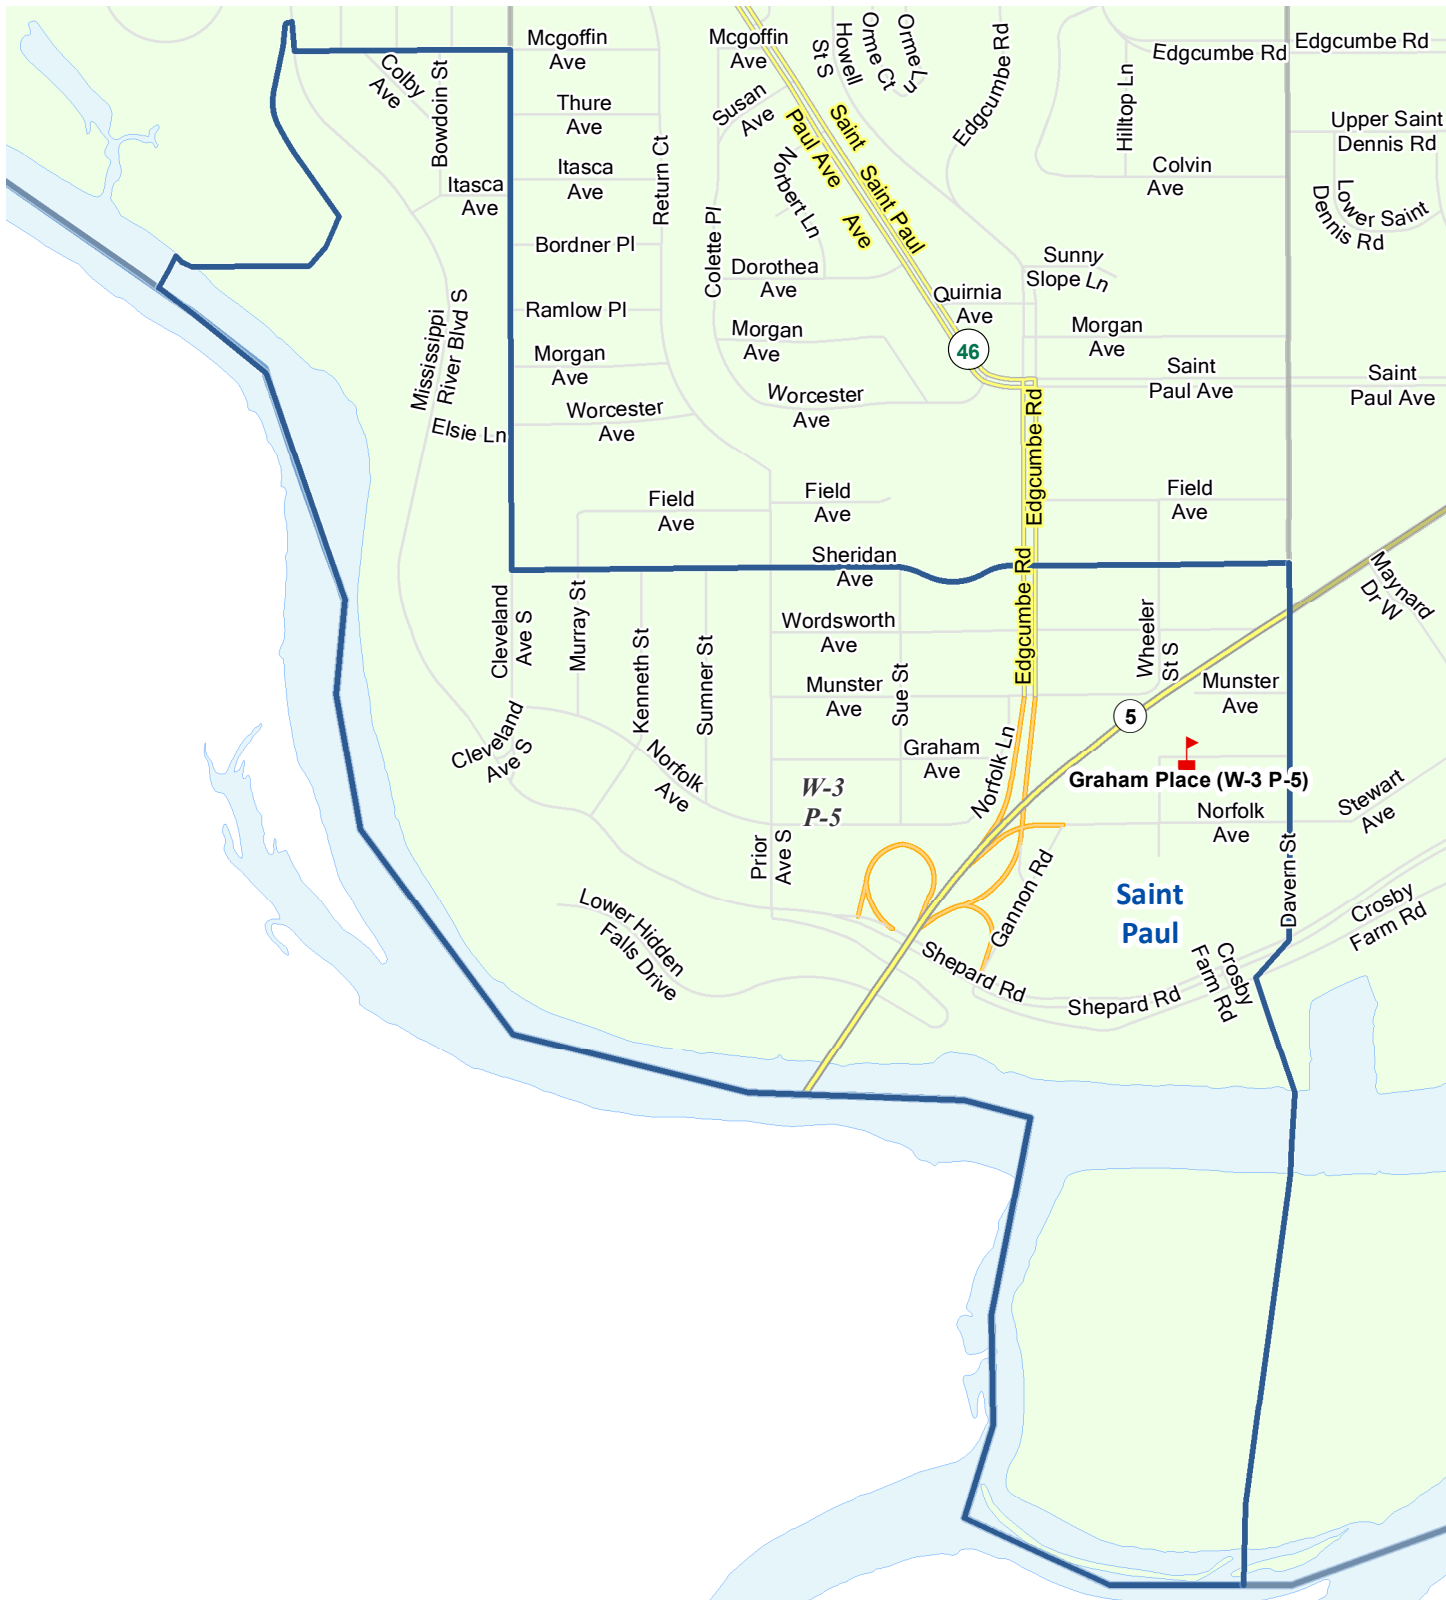 Mcgoffin
Ave
Mcgoffin
Ave
Howell
St S
Orme Ct
Orme Ln
Edgcumbe Rd
Edgcumbe Rd
Edgcumbe Rd
Colby
Ave
Bowdoin St
Thure
Ave
Susan
Ave
Saint
Paul Ave
Saint Paul
Ave
Hilltop Ln
Upper Saint
Dennis Rd
Itasca
Ave
Itasca
Ave
Return Ct
Norbert Ln
Colvin
Ave
Lower Saint
Dennis Rd
Bordner Pl
Colette Pl
Dorothea
Ave
Sunny
Slope Ln
Quirnia
Ave
Mississippi
River Blvd S
Ramlow Pl
Morgan
Ave
Morgan
Ave
Morgan
Ave
46
Saint
Paul Ave
Saint
Paul Ave
Worcester
Ave
Worcester
Ave
Elsie Ln
Edgcumbe Rd
Field
Ave
Field
Ave
Field
Ave
Sheridan
Ave
Edgcumbe Rd
Maynard
Dr W
Cleveland
Ave S
Murray St
Kenneth St
Sumner St
Wordsworth
Ave
Wheeler
St S
Munster
Ave
Sue St
Munster
Ave
5
Cleveland
Ave S
Norfolk
Ave
Graham
Ave
Norfolk Ln
Graham Place (W-3 P-5)
W-3
P-5
Norfolk
Ave
Stewart
Ave
Prior
Ave S
Davern St
Gannon Rd
Saint
Paul
Lower Hidden
Falls Drive
Shepard Rd
Shepard Rd
Crosby
Farm Rd
Crosby
Farm Rd